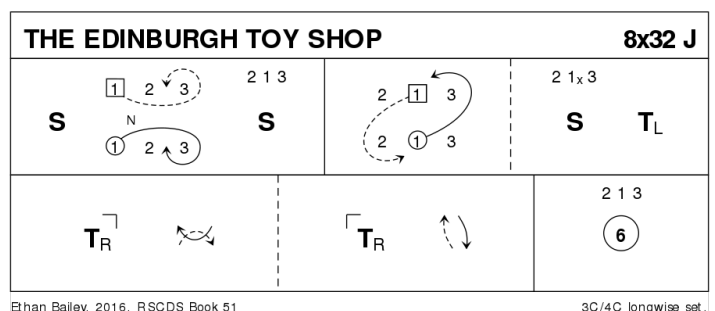 THE EDINBURGH TOY SHOP 8x32 J
2 1 3
1 2 3
S N S
1 2 3
2 1 3
2 1 3
2 1x 3
S TL
TR
TR
2 1 3
6
Ethan Bailey, 2016, RSCDS Book 51 3C/4C longwise set.